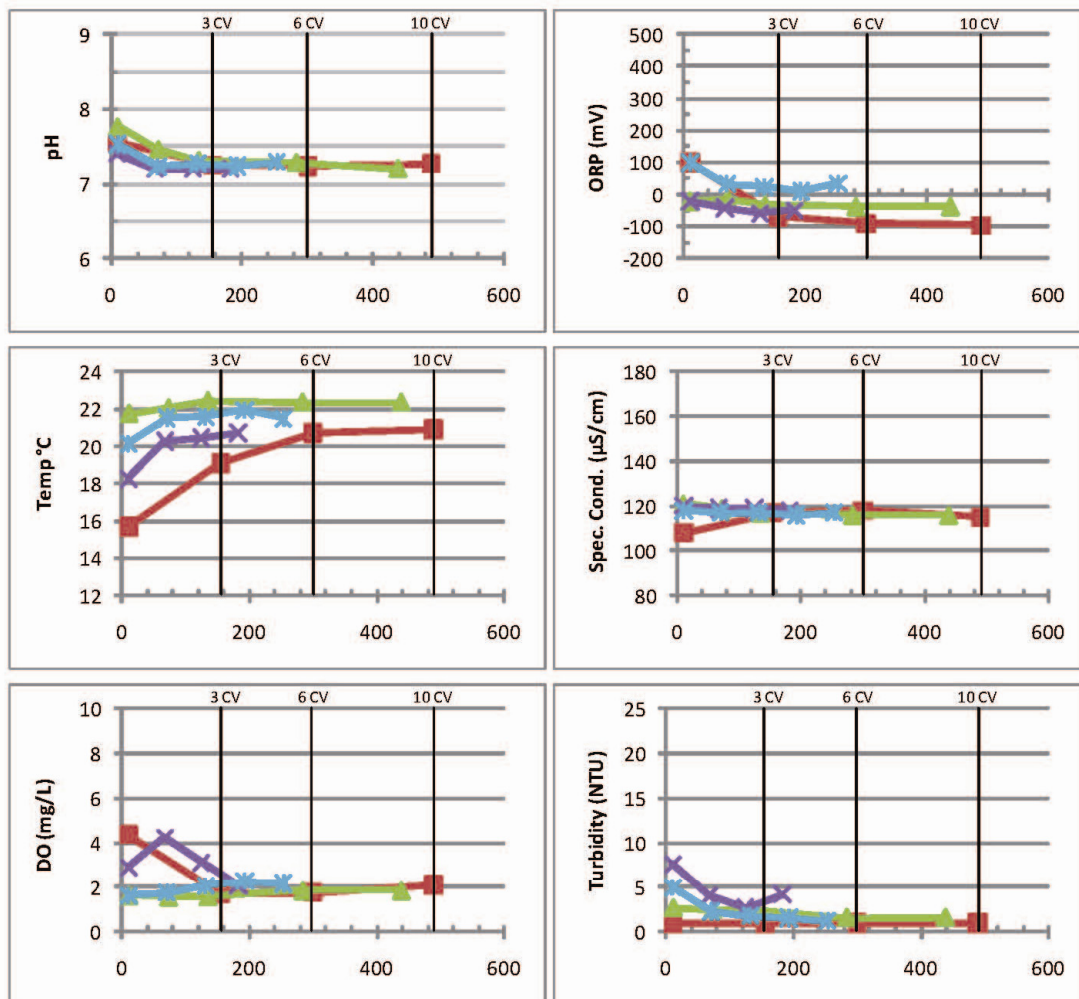 3 CV 6 CV 10 CV
pH
9
8
7
6
0 200 400 600
3 CV 6 CV 10 CV
ORP (mV)
500
400
300
200
100
0
-100
-200
0 200 400 600
3 CV 6 CV 10 CV
Temp °C
24
22
20
18
16
14
12
0 200 400 600
3 CV 6 CV 10 CV
Spec. Cond. (µS/cm)
180
160
140
120
100
80
0 200 400 600
3 CV 6 CV 10 CV
DO (mg/L)
10
8
6
4
2
0
0 200 400 600
3 CV 6 CV 10 CV
Turbidity (NTU)
25
20
15
10
5
0
0 200 400 600